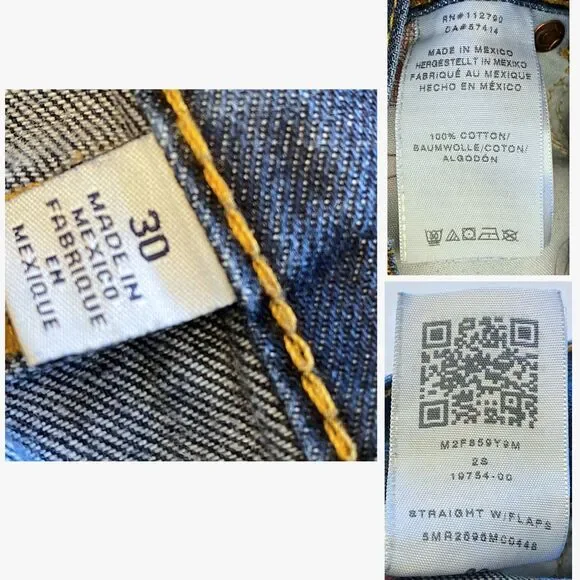 30
MADE IN
MEXICO
FABRIQUE
EN
MEXIQUE
RN#112790
CA#57414
MADE IN MEXICO
HERGESTELLT IN MEXIKO
FABRIQUÉ AU MEXIQUE
HECHO EN MÉXICO
100% COTTON/
BAUMWOLLE/COTON/
ALGODÓN
M2F859Y9M
2S
19754-00
STRAIGHT W/FLAPS
5MR2696MC0448